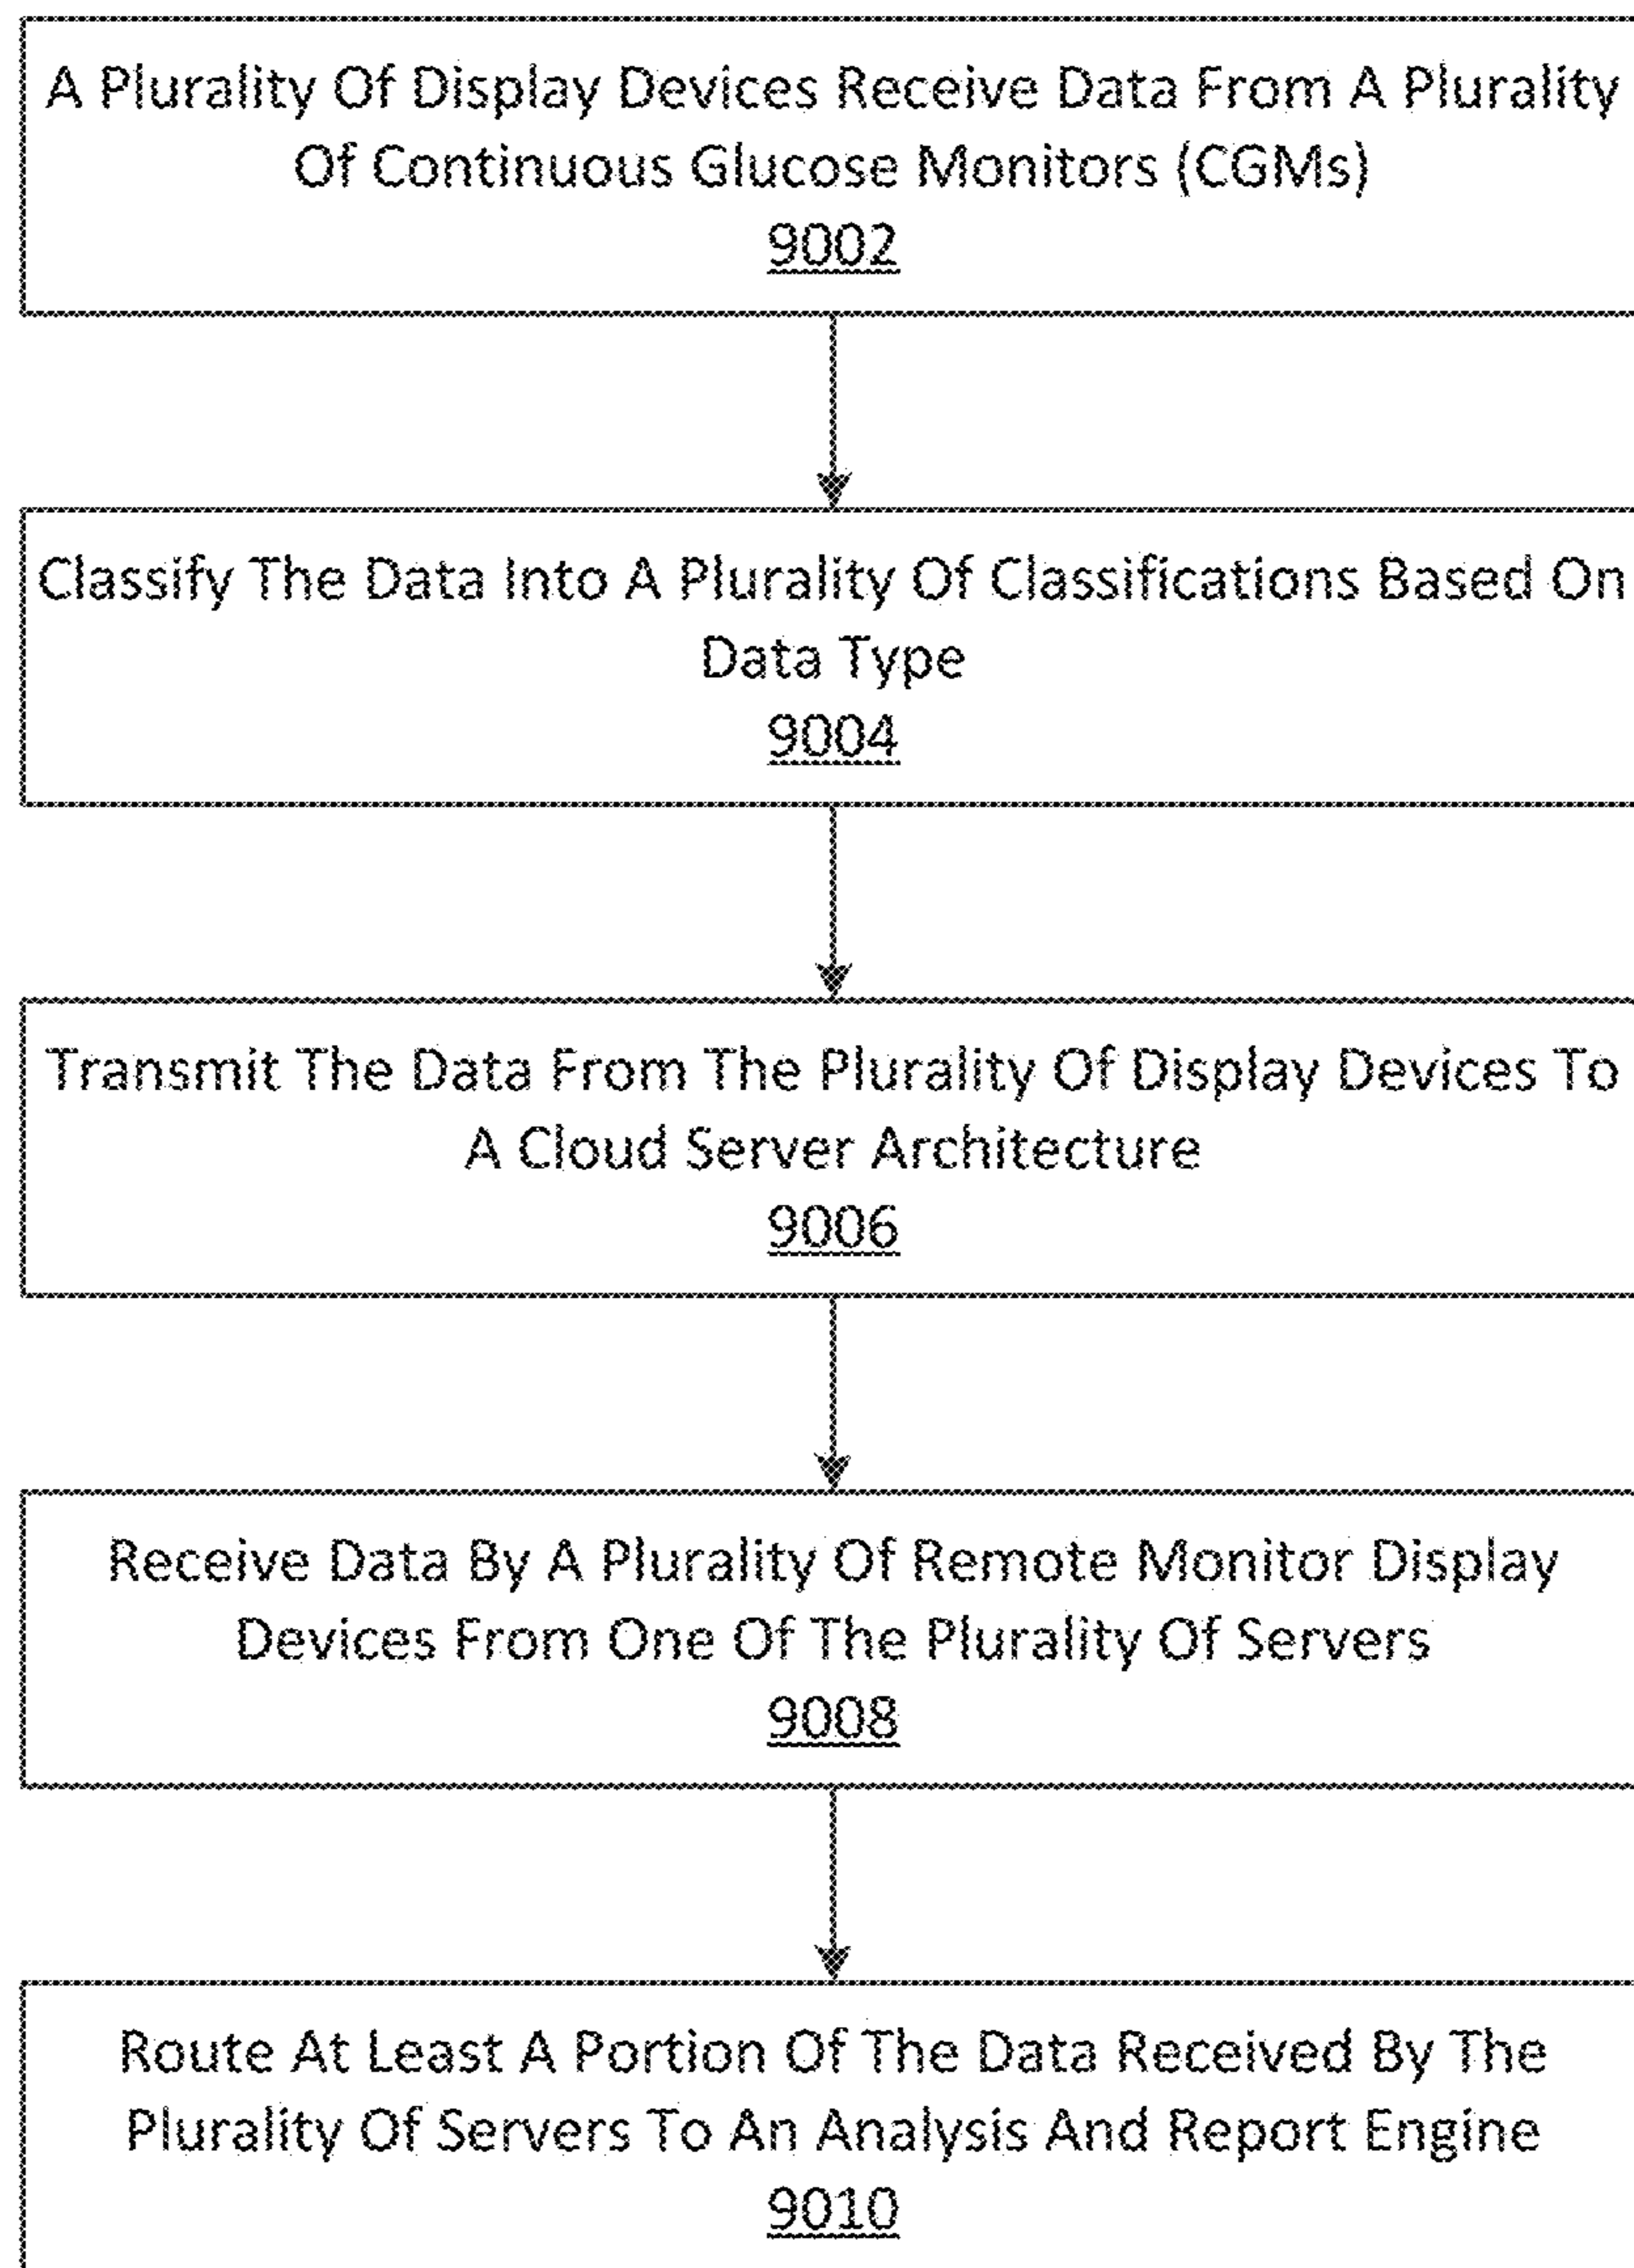 A Plurality Of Display Devices Receive Data From A Plurality
Of Continuous Glucose Monitors (CGMs)
9002
Classify The Data Into A Plurality Of Classifications Based On
Data Type
9004
Transmit The Data From The Plurality Of Display Devices To
A Cloud Server Architecture
9006
Receive Data By A Plurality Of Remote Monitor Display
Devices From One Of The Plurality Of Servers
9008
Route At Least A Portion Of The Data Received By The
Plurality Of Servers To An Analysis And Report Engine
9010